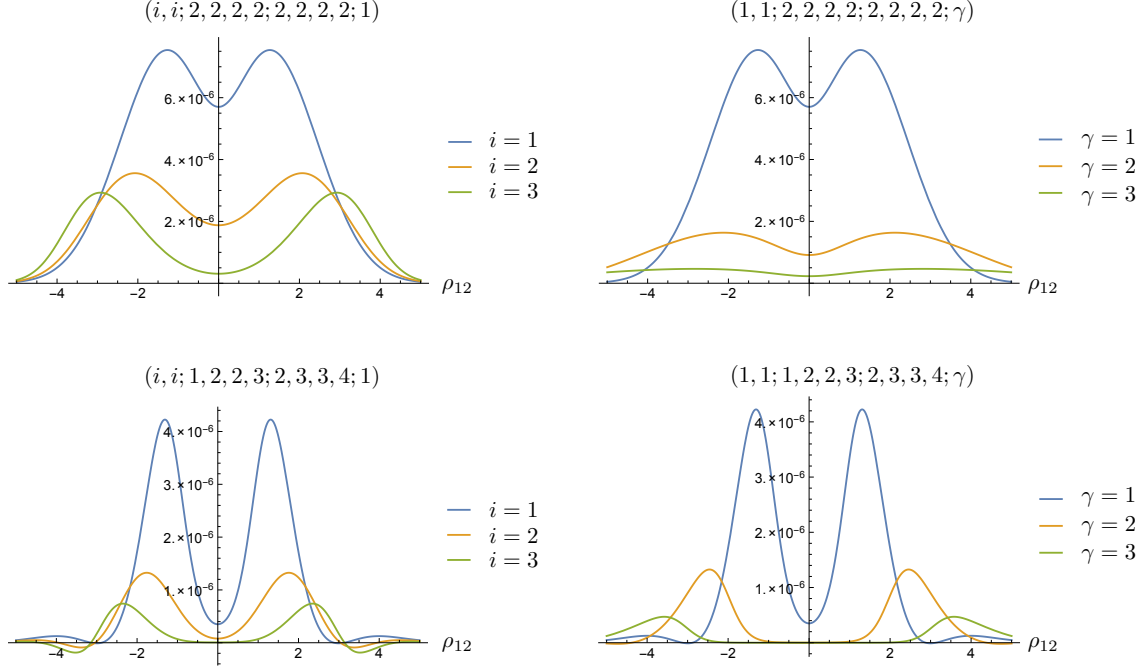 (i, i; 2, 2, 2, 2; 2, 2, 2, 2; 1)
6.×10⁻⁶
4.×10⁻⁶
2.×10⁻⁶
−4 −2 2 4
ρ₁₂
i = 1
i = 2
i = 3
(1, 1; 2, 2, 2, 2; 2, 2, 2, 2; γ)
6.×10⁻⁶
4.×10⁻⁶
2.×10⁻⁶
−4 −2 2 4
ρ₁₂
γ = 1
γ = 2
γ = 3
(i, i; 1, 2, 2, 3; 2, 3, 3, 4; 1)
4.×10⁻⁶
3.×10⁻⁶
2.×10⁻⁶
1.×10⁻⁶
−4 −2 2 4
ρ₁₂
i = 1
i = 2
i = 3
(1, 1; 1, 2, 2, 3; 2, 3, 3, 4; γ)
4.×10⁻⁶
3.×10⁻⁶
2.×10⁻⁶
1.×10⁻⁶
−4 −2 2 4
ρ₁₂
γ = 1
γ = 2
γ = 3